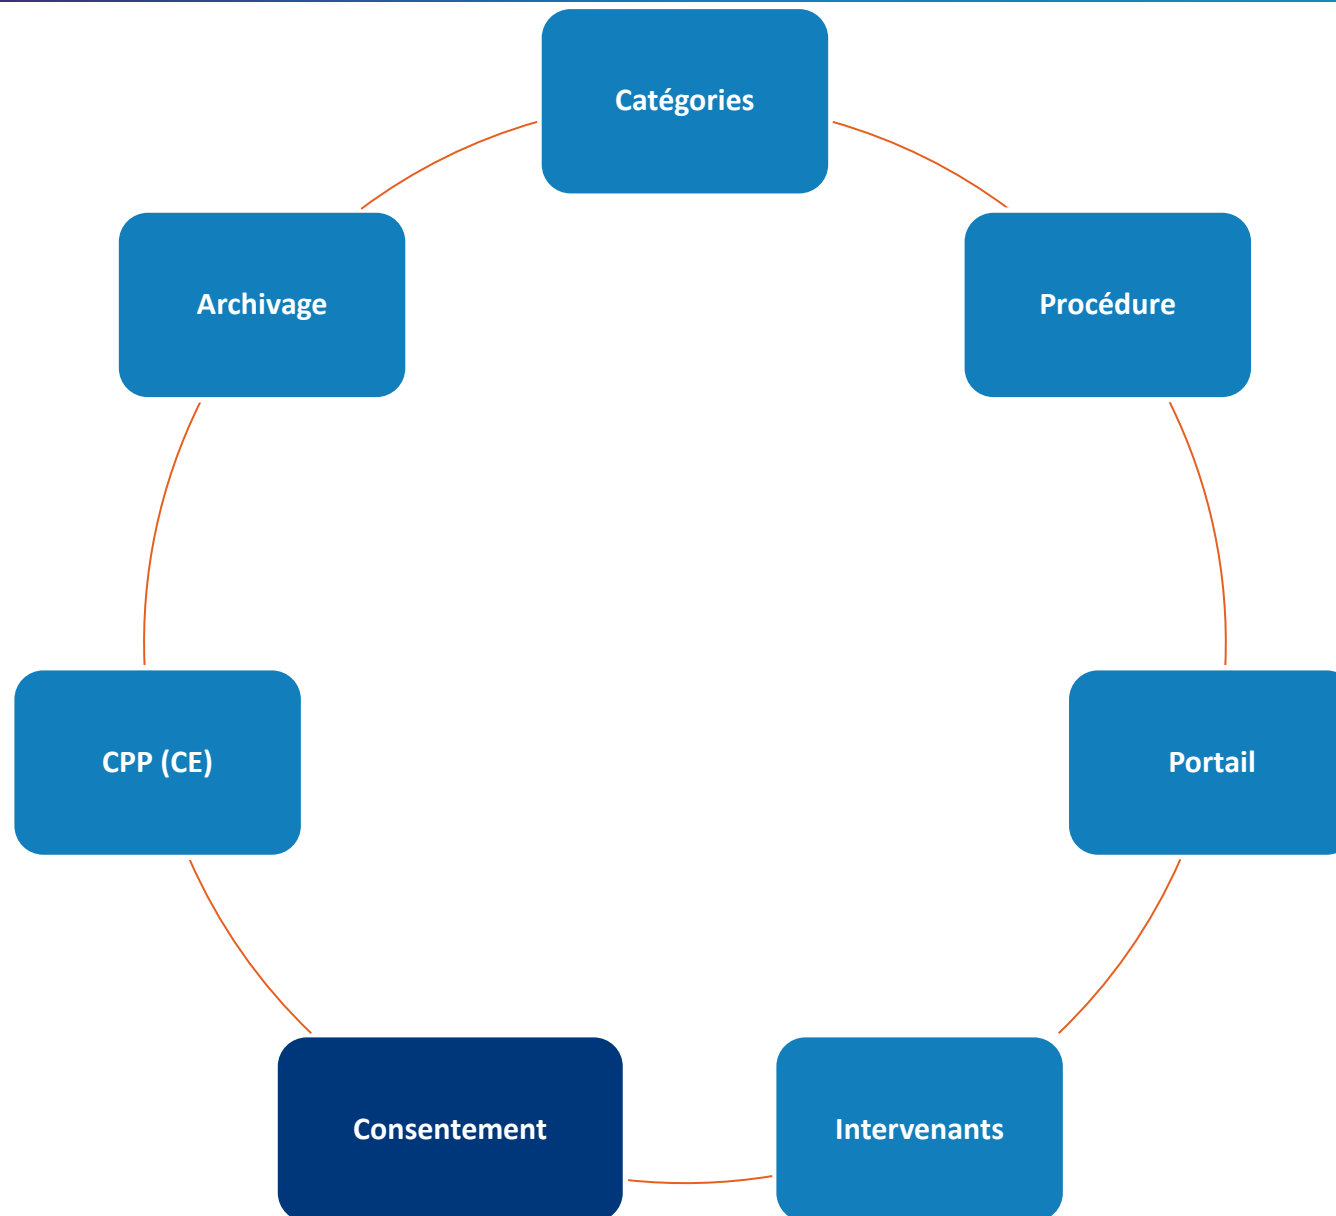 Catégories
Procédure
Portail
Intervenants
Consentement
CPP (CE)
Archivage